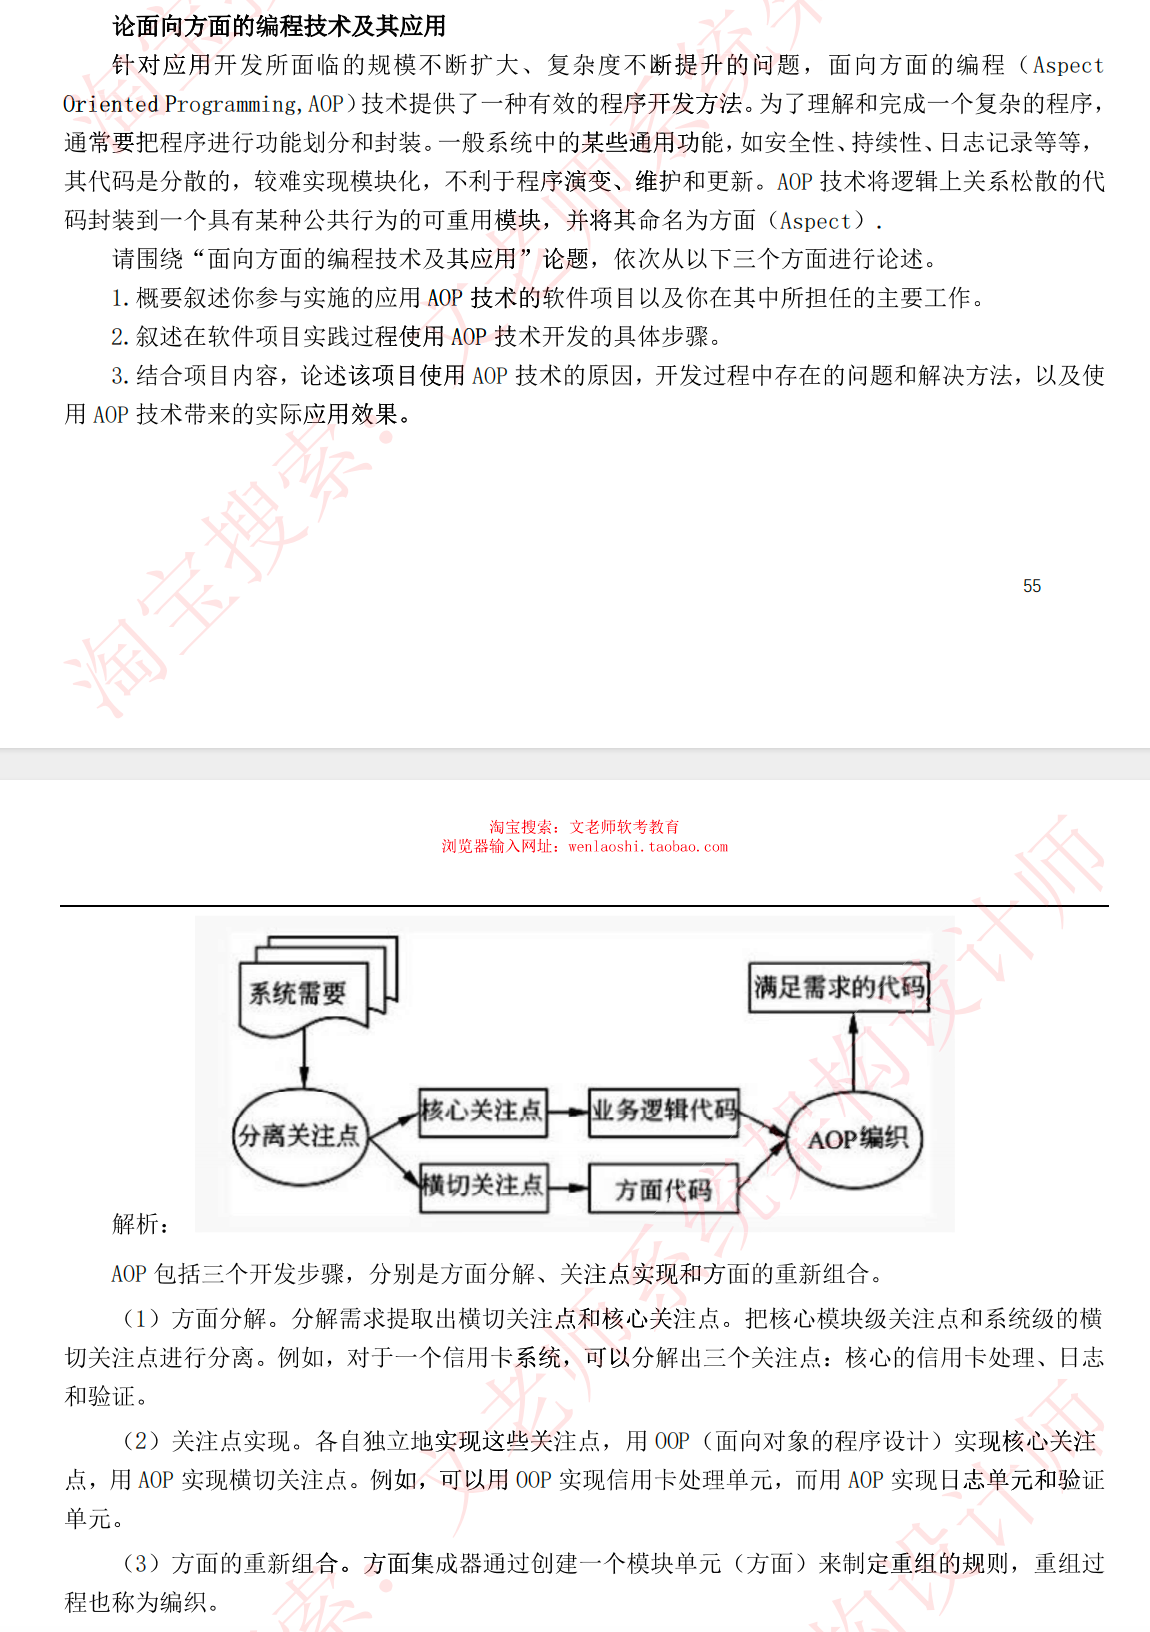 论面向方面的编程技术及其应用
针对应用开发所面临的规模不断扩大、复杂度不断提升的问题，面向方面的编程（Aspect
Oriented Programming,AOP）技术提供了一种有效的程序开发方法。为了理解和完成一个复杂的程序，
通常要把程序进行功能划分和封装。一般系统中的某些通用功能，如安全性、持续性、日志记录等等，
其代码是分散的，较难实现模块化，不利于程序演变、维护和更新。AOP 技术将逻辑上关系松散的代
码封装到一个具有某种公共行为的可重用模块，并将其命名为方面（Aspect）.
请围绕“面向方面的编程技术及其应用”论题，依次从以下三个方面进行论述。
1.概要叙述你参与实施的应用 AOP 技术的软件项目以及你在其中所担任的主要工作。
2.叙述在软件项目实践过程使用 AOP 技术开发的具体步骤。
3.结合项目内容，论述该项目使用 AOP 技术的原因，开发过程中存在的问题和解决方法，以及使
用 AOP 技术带来的实际应用效果。
淘宝搜索：文老师系统架
55
淘宝搜索：文老师软考教育
浏览器输入网址：wenlaoshi.taobao.com
系统需要
满足需求的代码
分离关注点
核心关注点
业务逻辑代码
AOP编织
横切关注点
方面代码
解析：
AOP 包括三个开发步骤，分别是方面分解、关注点实现和方面的重新组合。
（1）方面分解。分解需求提取出横切关注点和核心关注点。把核心模块级关注点和系统级的横
切关注点进行分离。例如，对于一个信用卡系统，可以分解出三个关注点：核心的信用卡处理、日志
和验证。
（2）关注点实现。各自独立地实现这些关注点，用 OOP（面向对象的程序设计）实现核心关注
点，用 AOP 实现横切关注点。例如，可以用 OOP 实现信用卡处理单元，而用 AOP 实现日志单元和验证
单元。
（3）方面的重新组合。方面集成器通过创建一个模块单元（方面）来制定重组的规则，重组过
程也称为编织。
索：文老师系统架构设计师
构设计师